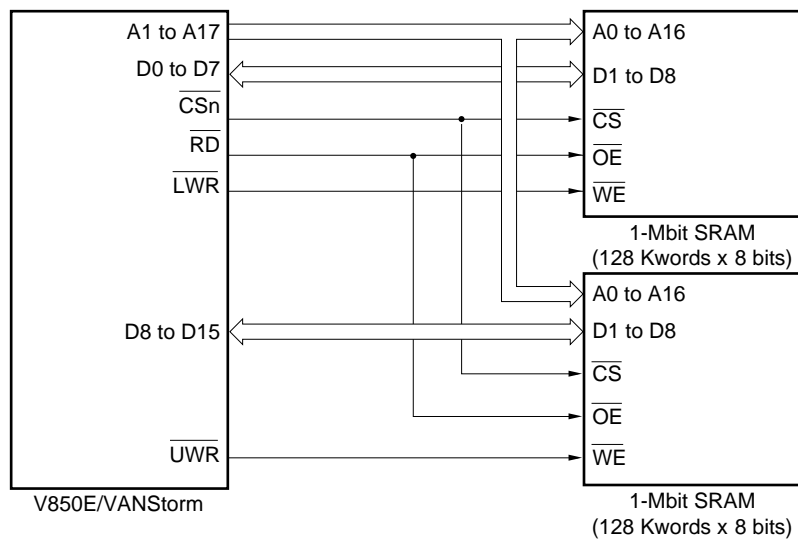 A1 to A17
D0 to D7
CSn
RD
LWR
D8 to D15
UWR
V850E/VANStorm
A0 to A16
D1 to D8
CS
OE
WE
1-Mbit SRAM
(128 Kwords x 8 bits)
A0 to A16
D1 to D8
CS
OE
WE
1-Mbit SRAM
(128 Kwords x 8 bits)